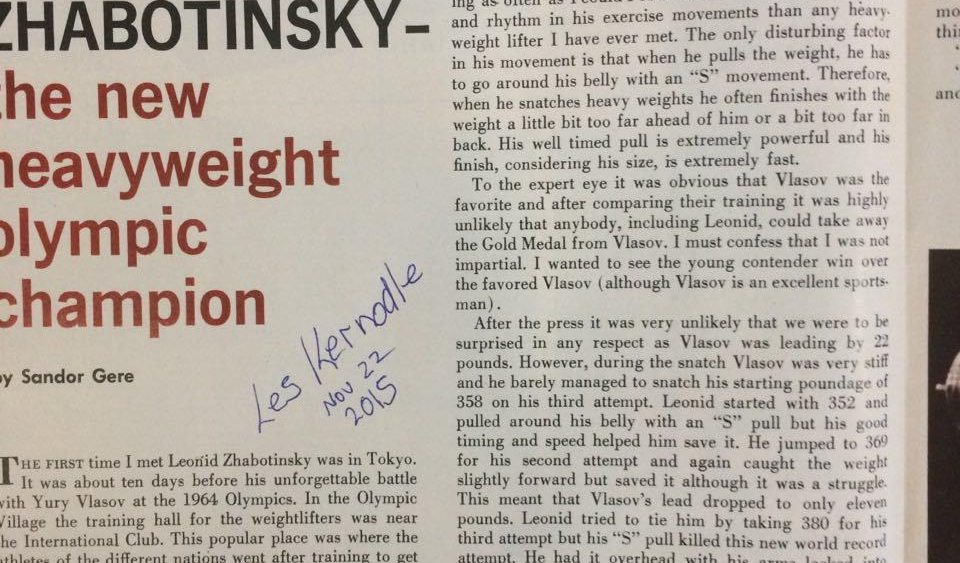 ZHABOTINSKY-
the new
heavyweight
olympic
champion
by Sandor Gere
Les Kernodle
Nov 22
2015
THE FIRST time I met Leonid Zhabotinsky was in Tokyo.
It was about ten days before his unforgettable battle
with Yury Vlasov at the 1964 Olympics. In the Olympic
Village the training hall for the weightlifters was near
the International Club. This popular place was where the
athletes of the different nations went after training to get
ing as often as I could
and rhythm in his exercise movements than any heavy-
weight lifter I have ever met. The only disturbing factor
in his movement is that when he pulls the weight, he has
to go around his belly with an “S” movement. Therefore,
when he snatches heavy weights he often finishes with the
weight a little bit too far ahead of him or a bit too far in
back. His well timed pull is extremely powerful and his
finish, considering his size, is extremely fast.
To the expert eye it was obvious that Vlasov was the
favorite and after comparing their training it was highly
unlikely that anybody, including Leonid, could take away
the Gold Medal from Vlasov. I must confess that I was not
impartial. I wanted to see the young contender win over
the favored Vlasov (although Vlasov is an excellent sports-
man).
After the press it was very unlikely that we were to be
surprised in any respect as Vlasov was leading by 22
pounds. However, during the snatch Vlasov was very stiff
and he barely managed to snatch his starting poundage of
358 on his third attempt. Leonid started with 352 and
pulled around his belly with an “S” pull but his good
timing and speed helped him save it. He jumped to 369
for his second attempt and again caught the weight
slightly forward but saved it although it was a struggle.
This meant that Vlasov's lead dropped to only eleven
pounds. Leonid tried to tie him by taking 380 for his
third attempt but his “S” pull killed this new world record
attempt. He had it overhead with his arms locked into
mo
thi
and